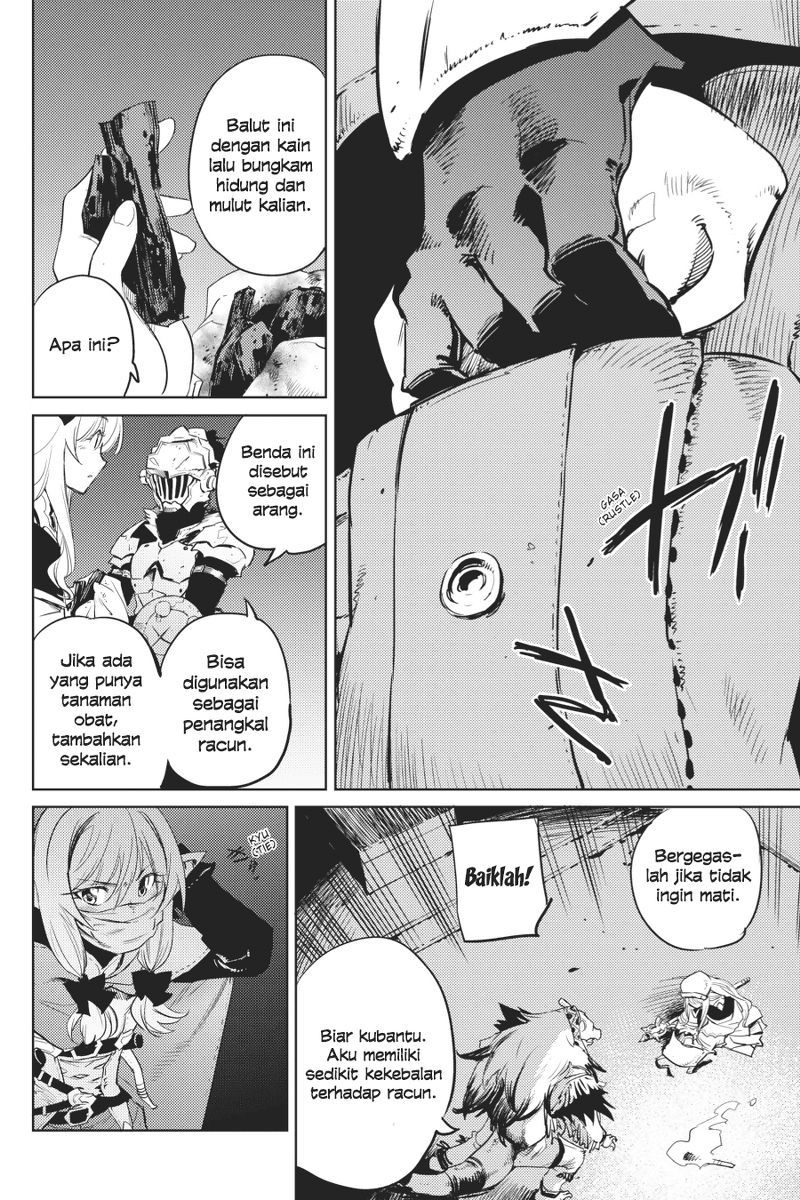 ガサ
GASA
(RUSTLE)
Balut ini
dengan kain
lalu bungkam
hidung dan
mulut kalian.
Apa ini?
Benda ini
disebut
sebagai
arang.
Bisa
digunakan
sebagai
penangkal
racun.
Jika ada
yang punya
tanaman
obat,
tambahkan
sekalian.
Bergegas-
lah jika tidak
ingin mati.
Baiklah!
Biar kubantu.
Aku memiliki
sedikit kekebalan
terhadap racun.
KYU
(TIE)